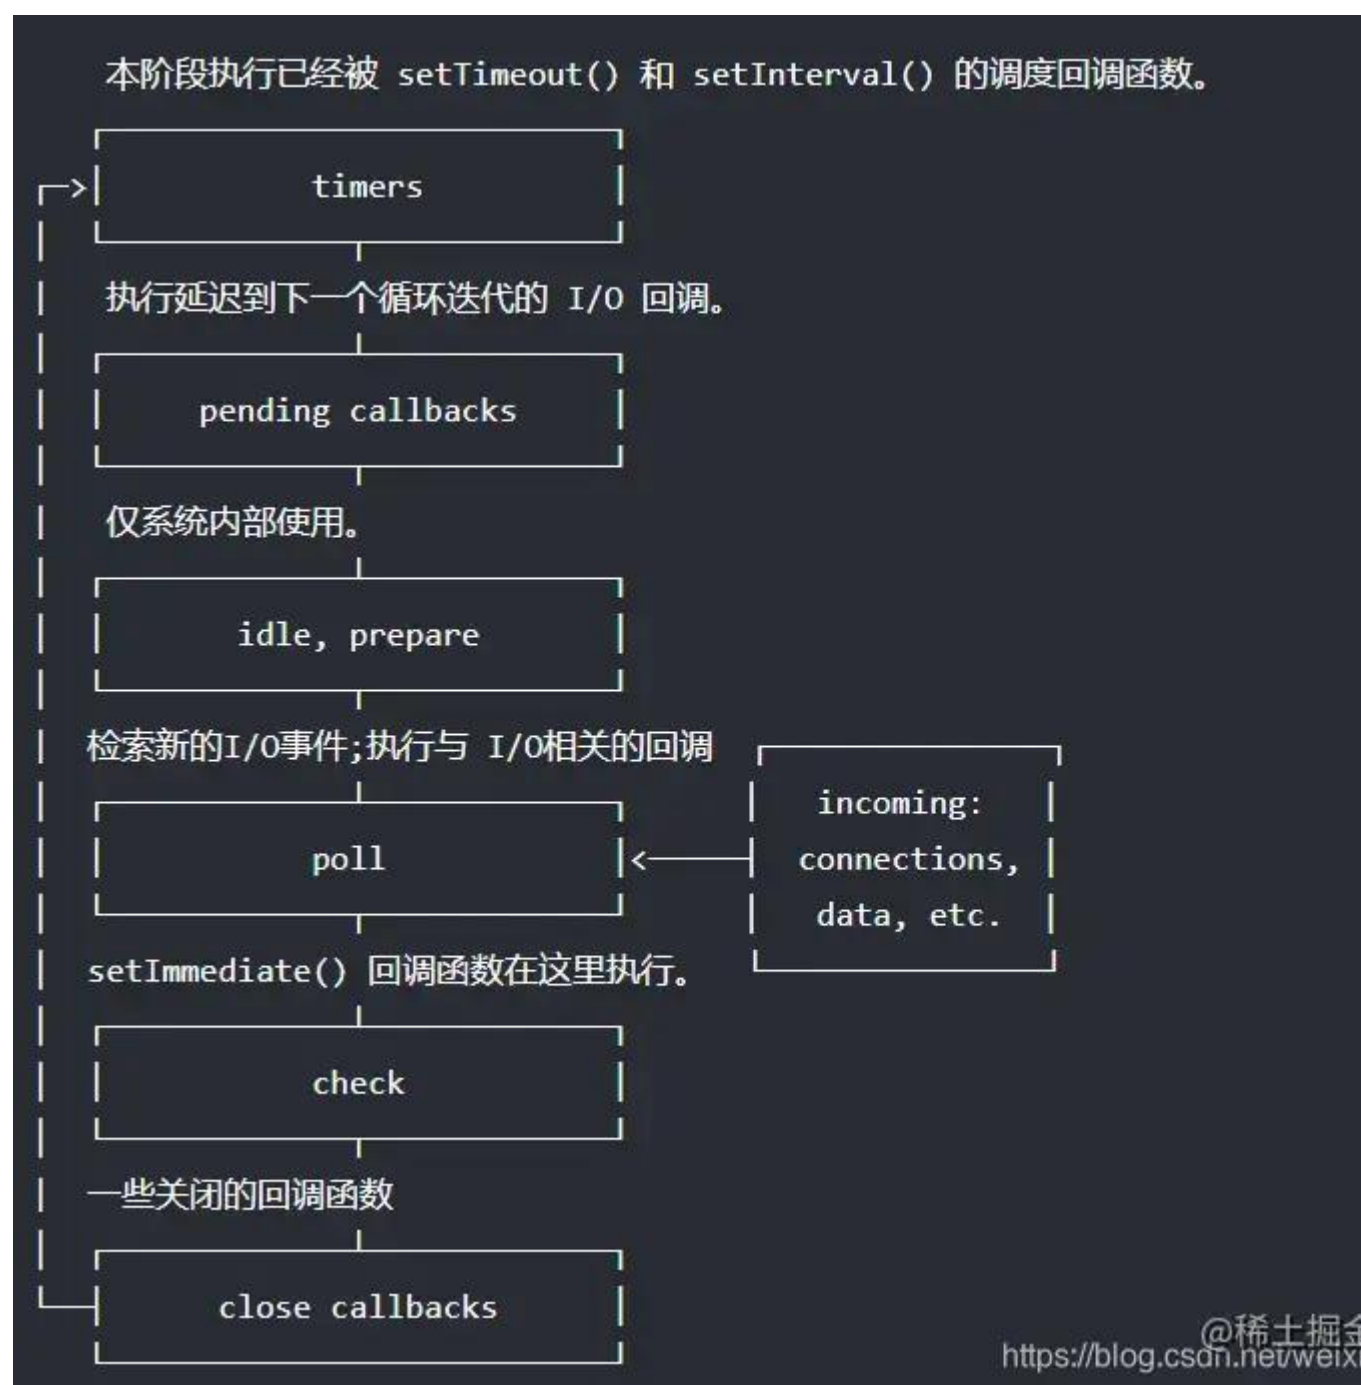 本阶段执行已经被 setTimeout() 和 setInterval() 的调度回调函数。
timers
执行延迟到下一个循环迭代的 I/O 回调。
pending callbacks
仅系统内部使用。
idle, prepare
检索新的I/O事件;执行与 I/O相关的回调
incoming:
poll
connections,
data, etc.
setImmediate() 回调函数在这里执行。
check
一些关闭的回调函数
close callbacks
@稀土掘金
https://blog.csdn.net/weixi